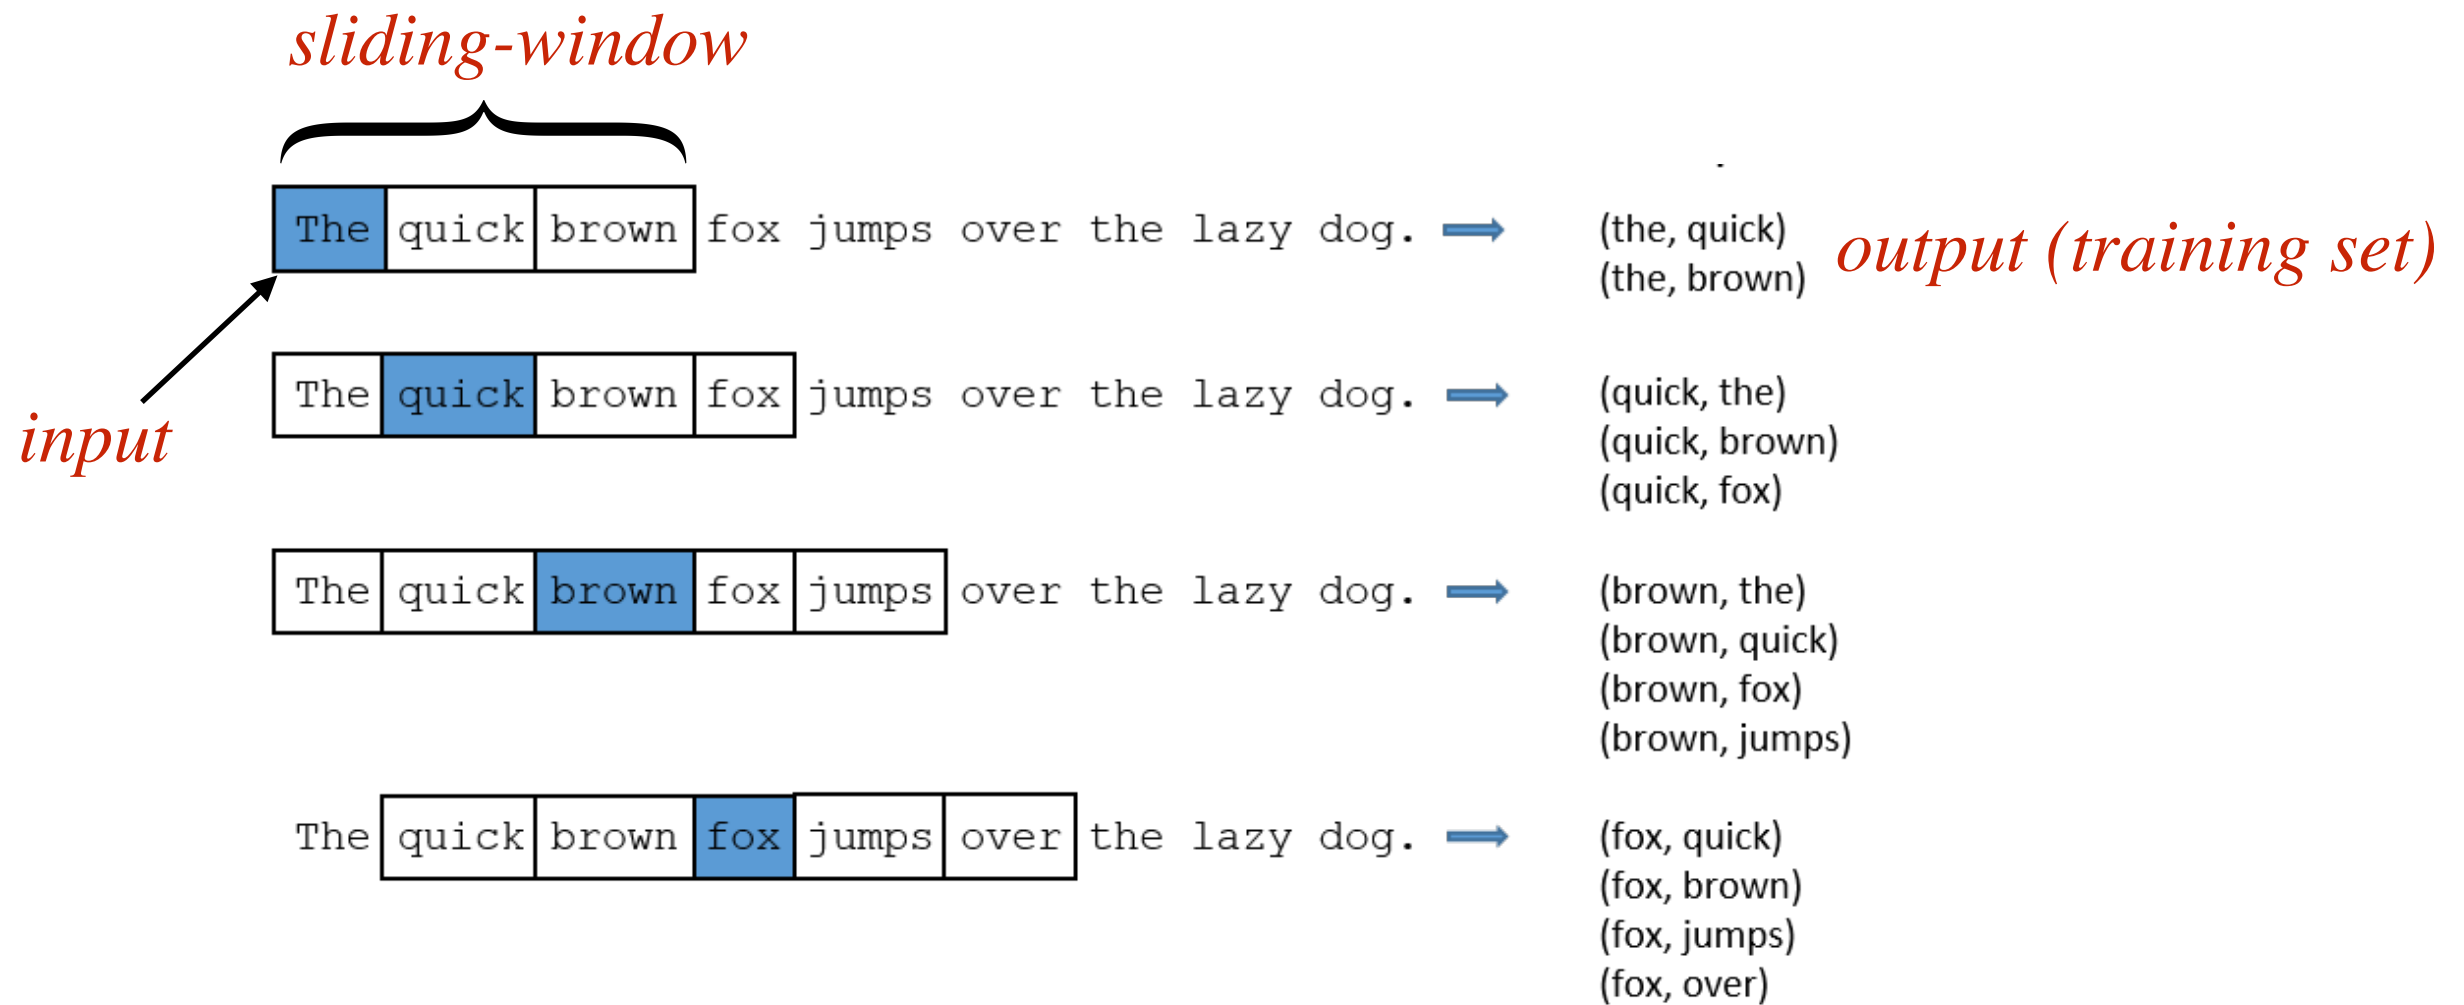 sliding-window
The quick brown fox jumps over the lazy dog.
(the, quick)
(the, brown)
output (training set)
input
The quick brown fox jumps over the lazy dog.
(quick, the)
(quick, brown)
(quick, fox)
The quick brown fox jumps over the lazy dog.
(brown, the)
(brown, quick)
(brown, fox)
(brown, jumps)
The quick brown fox jumps over the lazy dog.
(fox, quick)
(fox, brown)
(fox, jumps)
(fox, over)